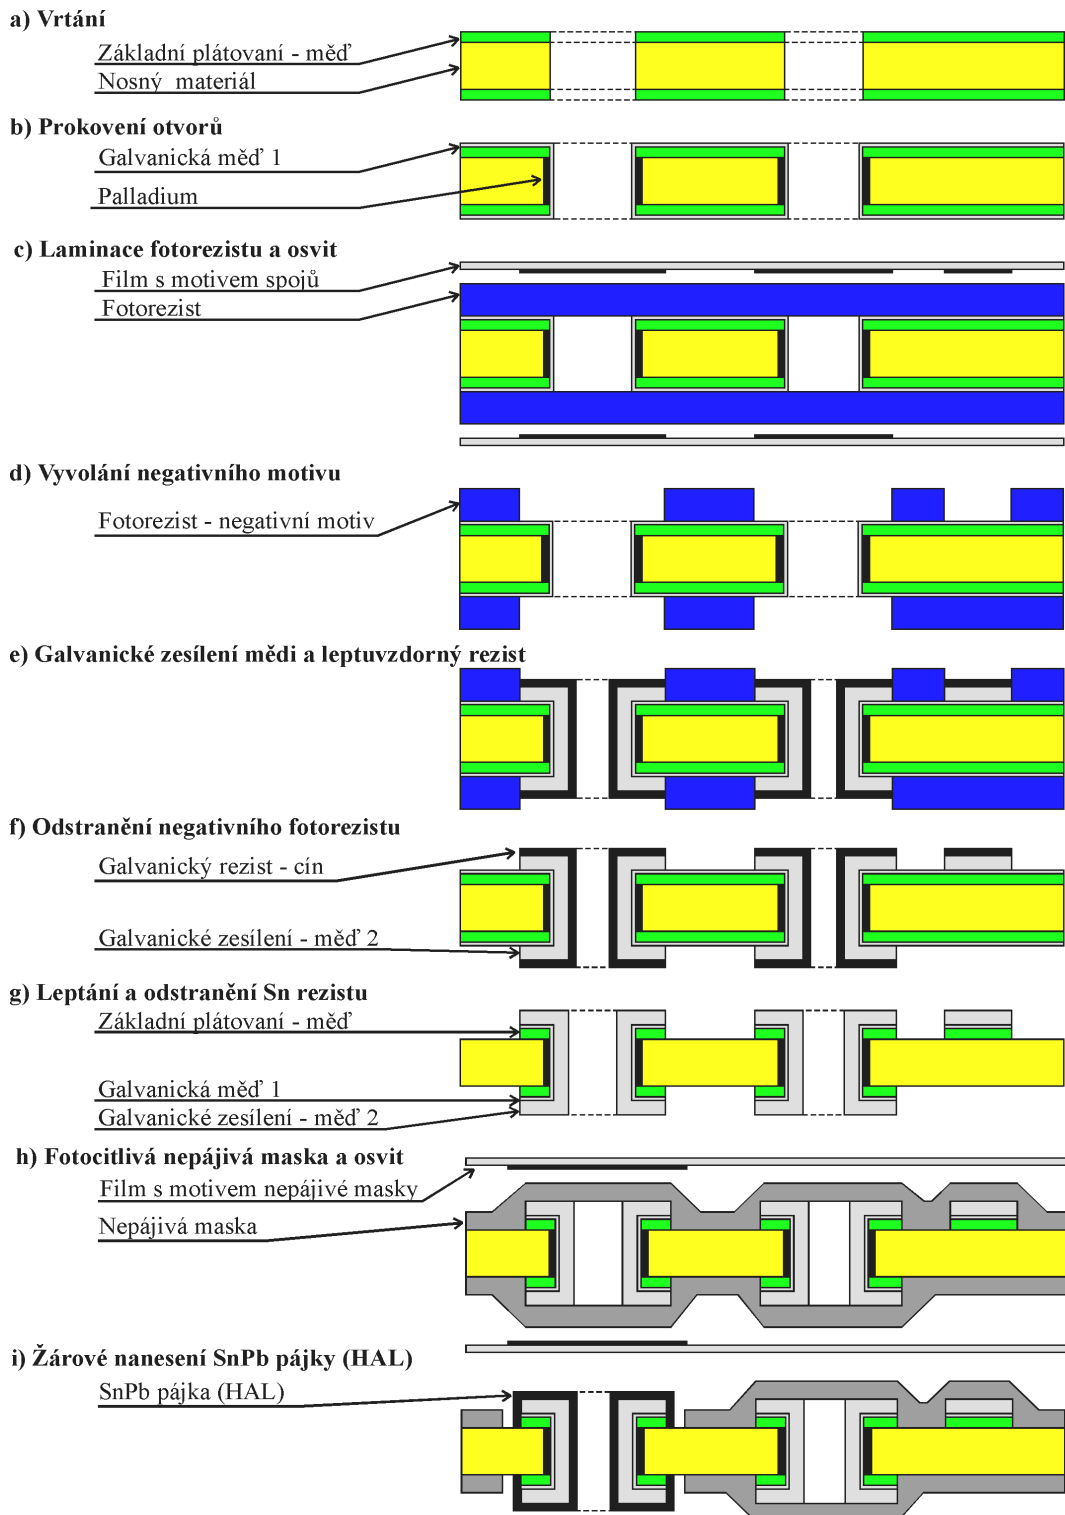 a) Vrtání
Základní plátovaní - měď
Nosný materiál
b) Prokovení otvorů
Galvanická měď 1
Palladium
c) Laminace fotorezistu a osvit
Film s motivem spojů
Fotorezist
d) Vyvolání negativního motivu
Fotorezist - negativní motiv
e) Galvanické zesílení mědi a leptuvzdorný rezist
f) Odstranění negativního fotorezistu
Galvanický rezist - cín
Galvanické zesílení - měď 2
g) Leptání a odstranění Sn rezistu
Základní plátovaní - měď
Galvanická měď 1
Galvanické zesílení - měď 2
h) Fotocitlivá nepájivá maska a osvit
Film s motivem nepájivé masky
Nepájivá maska
i) Žárové nanesení SnPb pájky (HAL)
SnPb pájka (HAL)